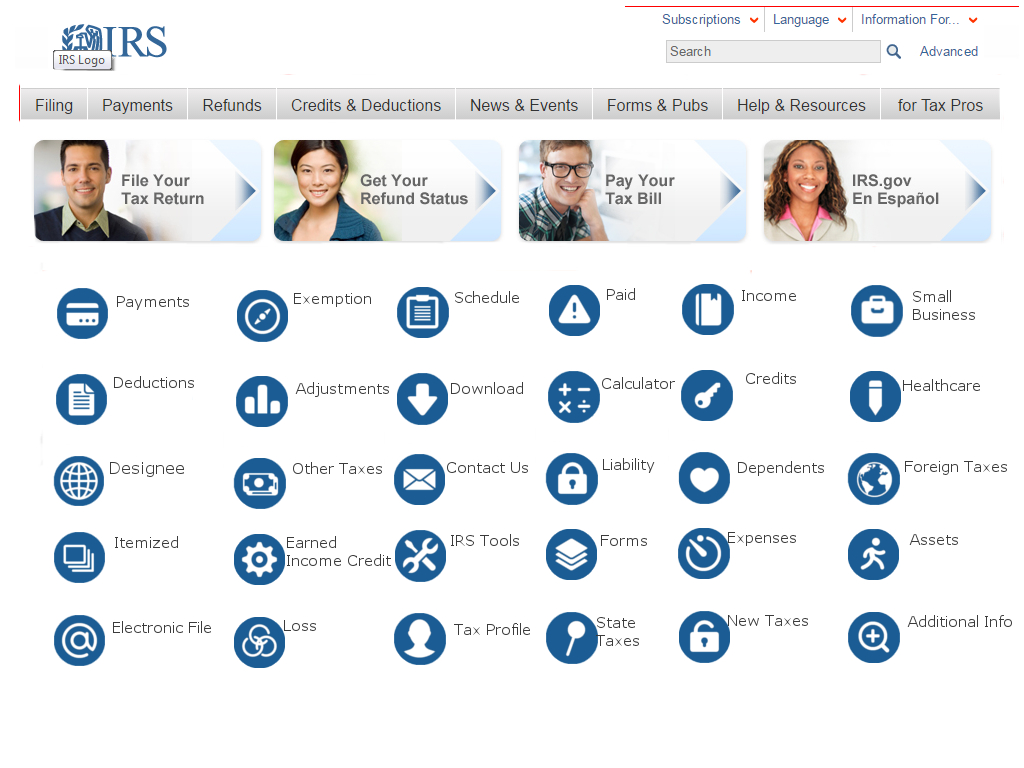 Subscriptions Language Information For...
IRS
IRS Logo
Search Advanced
Filing Payments Refunds Credits & Deductions News & Events Forms & Pubs Help & Resources for Tax Pros
File Your
Tax Return
Get Your
Refund Status
Pay Your
Tax Bill
IRS.gov
En Español
Payments
Exemption
Schedule
Paid
Income
Small
Business
Deductions
Adjustments
Download
Calculator
Credits
Healthcare
Designee
Other Taxes
Contact Us
Liability
Dependents
Foreign Taxes
Itemized
Earned
Income Credit
IRS Tools
Forms
Expenses
Assets
Electronic File
Loss
Tax Profile
State
Taxes
New Taxes
Additional Info